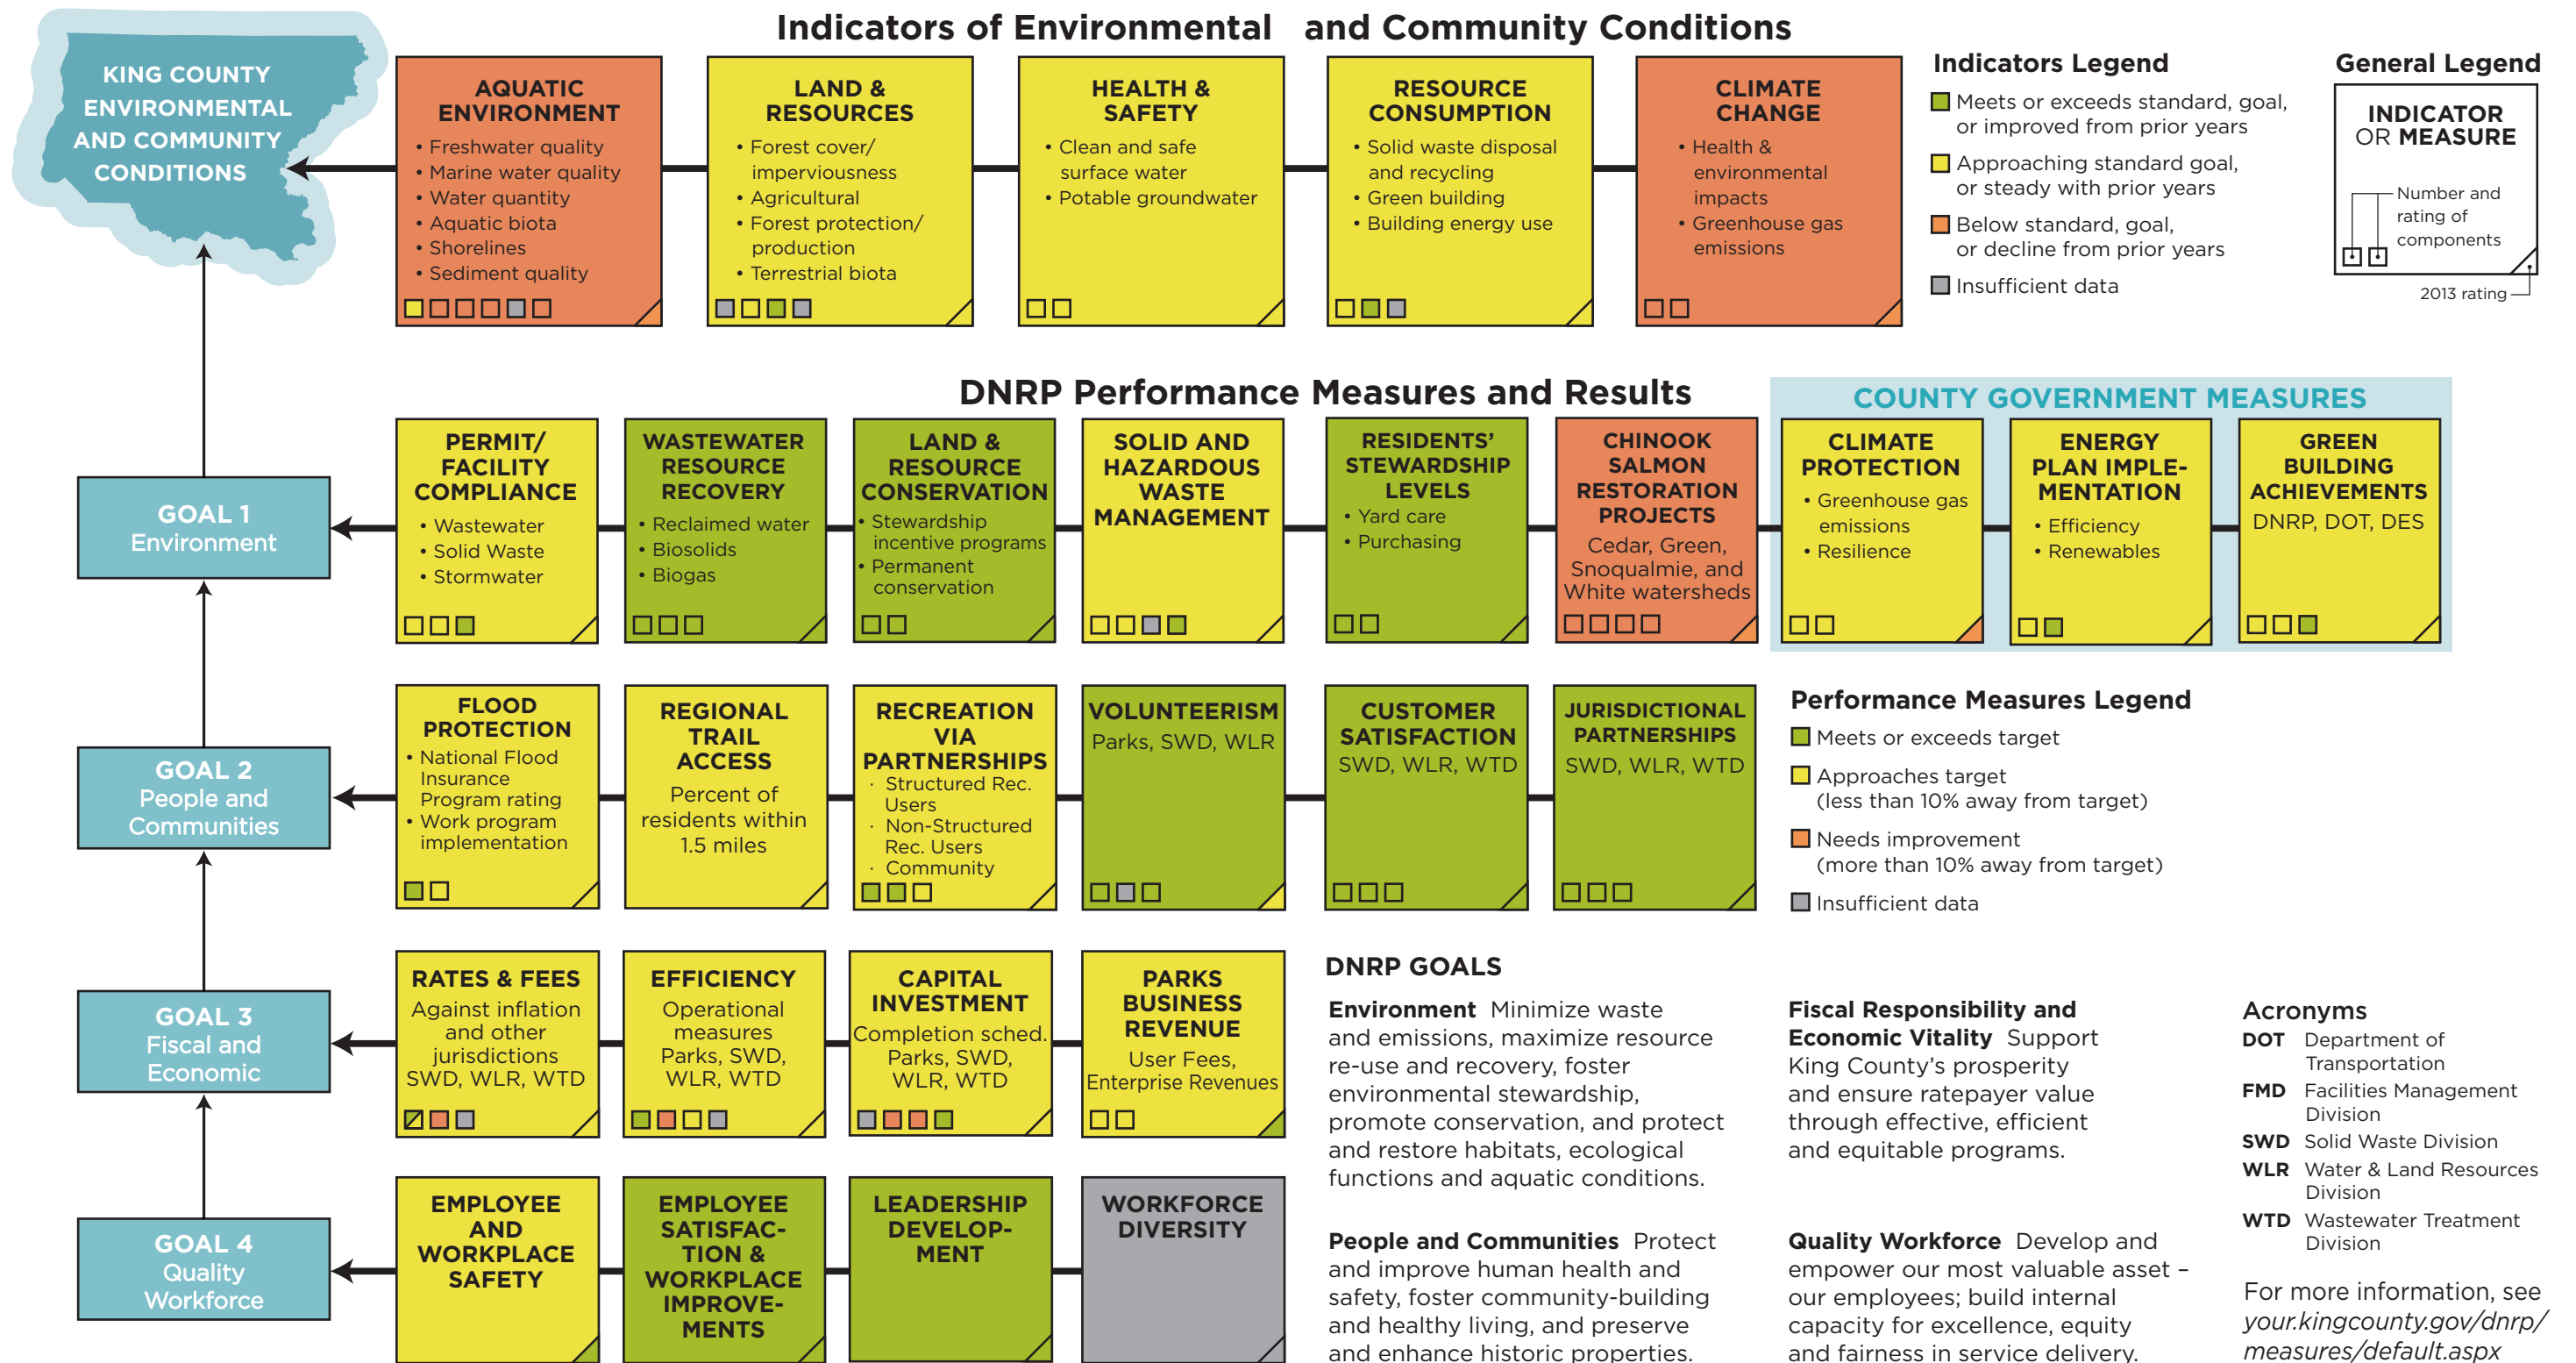 Indicators of Environmental and Community Conditions
KING COUNTY
ENVIRONMENTAL
AND COMMUNITY
CONDITIONS
AQUATIC
ENVIRONMENT
• Freshwater quality
• Marine water quality
• Water quantity
• Aquatic biota
• Shorelines
• Sediment quality
LAND &
RESOURCES
• Forest cover/
imperviousness
• Agricultural
• Forest protection/
production
• Terrestrial biota
HEALTH &
SAFETY
• Clean and safe
surface water
• Potable groundwater
RESOURCE
CONSUMPTION
• Solid waste disposal
and recycling
• Green building
• Building energy use
CLIMATE
CHANGE
• Health &
environmental
impacts
• Greenhouse gas
emissions
Indicators Legend
Meets or exceeds standard, goal,
or improved from prior years
Approaching standard goal,
or steady with prior years
Below standard, goal,
or decline from prior years
Insufficient data
General Legend
INDICATOR
OR MEASURE
Number and
rating of
components
2013 rating
DNRP Performance Measures and Results
COUNTY GOVERNMENT MEASURES
GOAL 1
Environment
PERMIT/
FACILITY
COMPLIANCE
• Wastewater
• Solid Waste
• Stormwater
WASTEWATER
RESOURCE
RECOVERY
• Reclaimed water
• Biosolids
• Biogas
LAND &
RESOURCE
CONSERVATION
• Stewardship
incentive programs
• Permanent
conservation
SOLID AND
HAZARDOUS
WASTE
MANAGEMENT
RESIDENTS'
STEWARDSHIP
LEVELS
• Yard care
• Purchasing
CHINOOK
SALMON
RESTORATION
PROJECTS
Cedar, Green,
Snoqualmie, and
White watersheds
CLIMATE
PROTECTION
• Greenhouse gas
emissions
• Resilience
ENERGY
PLAN IMPLE-
MENTATION
• Efficiency
• Renewables
GREEN
BUILDING
ACHIEVEMENTS
DNRP, DOT, DES
GOAL 2
People and
Communities
FLOOD
PROTECTION
• National Flood
Insurance
Program rating
• Work program
implementation
REGIONAL
TRAIL
ACCESS
Percent of
residents within
1.5 miles
RECREATION
VIA
PARTNERSHIPS
· Structured Rec.
Users
· Non-Structured
Rec. Users
· Community
VOLUNTEERISM
Parks, SWD, WLR
CUSTOMER
SATISFACTION
SWD, WLR, WTD
JURISDICTIONAL
PARTNERSHIPS
SWD, WLR, WTD
Performance Measures Legend
Meets or exceeds target
Approaches target
(less than 10% away from target)
Needs improvement
(more than 10% away from target)
Insufficient data
GOAL 3
Fiscal and
Economic
RATES & FEES
Against inflation
and other
jurisdictions
SWD, WLR, WTD
EFFICIENCY
Operational
measures
Parks, SWD,
WLR, WTD
CAPITAL
INVESTMENT
Completion sched.
Parks, SWD,
WLR, WTD
PARKS
BUSINESS
REVENUE
User Fees,
Enterprise Revenues
GOAL 4
Quality
Workforce
EMPLOYEE
AND
WORKPLACE
SAFETY
EMPLOYEE
SATISFAC-
TION &
WORKPLACE
IMPROVE-
MENTS
LEADERSHIP
DEVELOP-
MENT
WORKFORCE
DIVERSITY
DNRP GOALS
Environment Minimize waste
and emissions, maximize resource
re-use and recovery, foster
environmental stewardship,
promote conservation, and protect
and restore habitats, ecological
functions and aquatic conditions.
People and Communities Protect
and improve human health and
safety, foster community-building
and healthy living, and preserve
and enhance historic properties.
Fiscal Responsibility and
Economic Vitality Support
King County's prosperity
and ensure ratepayer value
through effective, efficient
and equitable programs.
Quality Workforce Develop and
empower our most valuable asset –
our employees; build internal
capacity for excellence, equity
and fairness in service delivery.
Acronyms
DOT Department of
Transportation
FMD Facilities Management
Division
SWD Solid Waste Division
WLR Water & Land Resources
Division
WTD Wastewater Treatment
Division
For more information, see
your.kingcounty.gov/dnrp/
measures/default.aspx